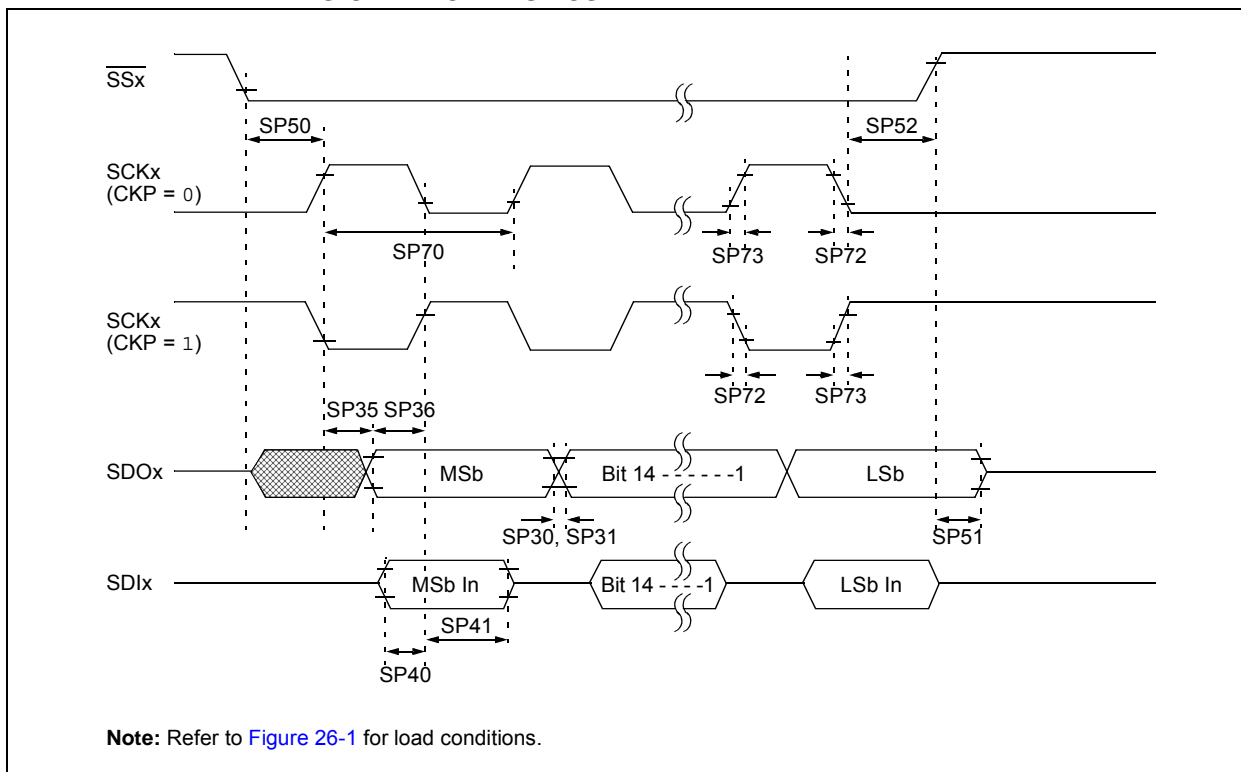 SSx
SP50
SP52
SCKx
(CKP = 0)
SP70
SP73
SP72
SCKx
(CKP = 1)
SP72
SP73
SP35
SP36
SDOx
MSb
Bit 14 - - - - - -1
LSb
SP30, SP31
SP51
SDIx
MSb In
Bit 14 - - - -1
LSb In
SP41
SP40
Note: Refer to Figure 26-1 for load conditions.